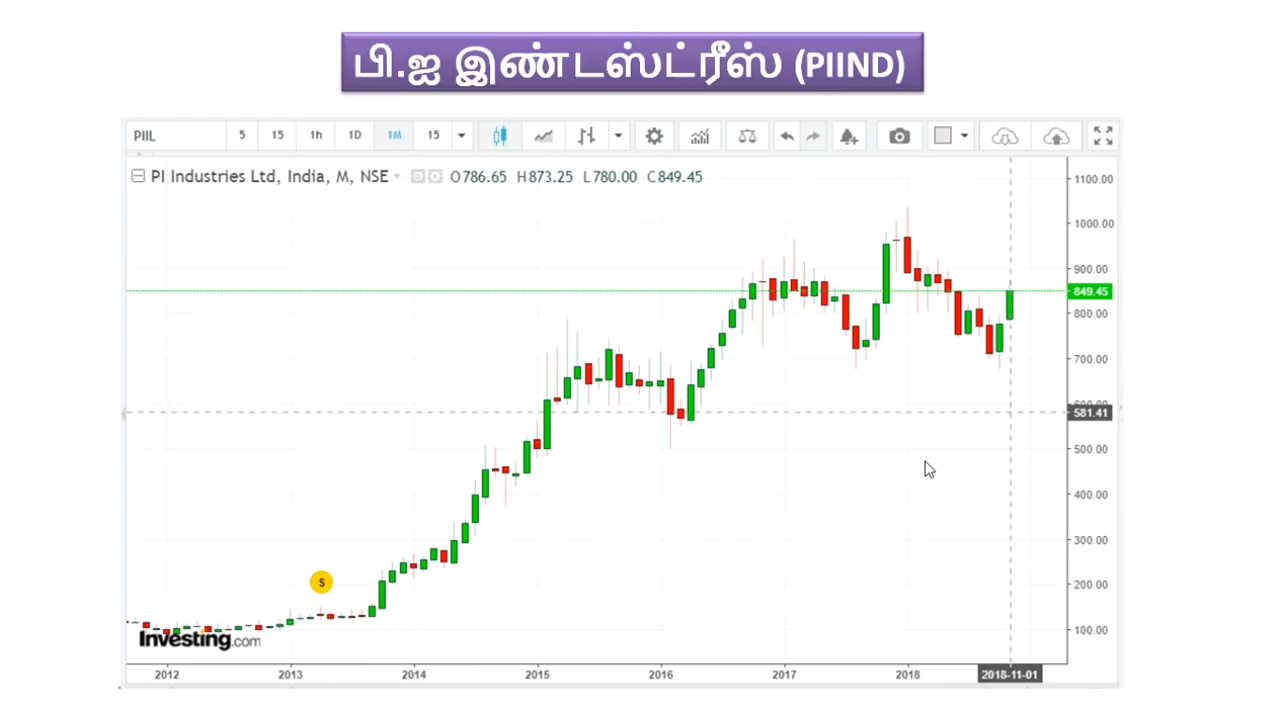 பி.ஐ இண்டஸ்ட்ரீஸ் (PIIND)
PIIL 5 15 1h 1D 1M 15
PI Industries Ltd, India, M, NSE O786.65 H873.25 L780.00 C849.45
1100.00
1000.00
900.00
849.45
800.00
700.00
600.00
581.41
500.00
400.00
300.00
S
200.00
100.00
Investing.com
2012 2013 2014 2015 2016 2017 2018 2018-11-01